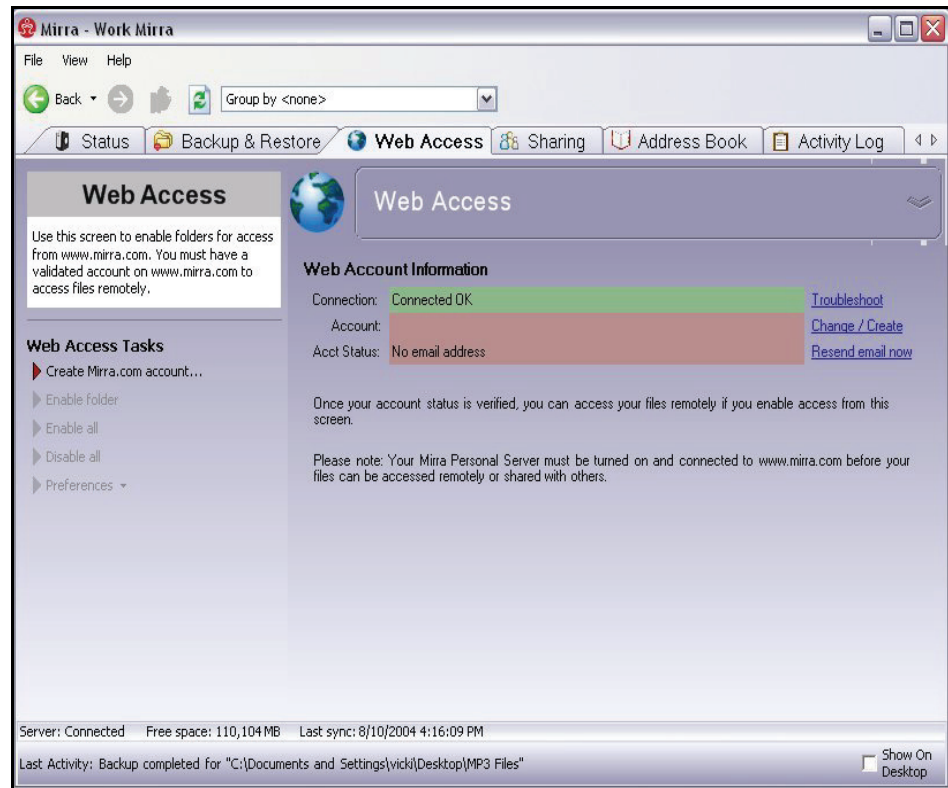 Mirra - Work Mirra
File View Help
Back Group by <none>
Status Backup & Restore Web Access Sharing Address Book Activity Log
Web Access
Use this screen to enable folders for access
from www.mirra.com. You must have a
validated account on www.mirra.com to
access files remotely.
Web Access Tasks
Create Mirra.com account...
Enable folder
Enable all
Disable all
Preferences
Web Access
Web Account Information
Connection: Connected OK Troubleshoot
Account: Change / Create
Acct Status: No email address Resend email now
Once your account status is verified, you can access your files remotely if you enable access from this
screen.
Please note: Your Mirra Personal Server must be turned on and connected to www.mirra.com before your
files can be accessed remotely or shared with others.
Server: Connected Free space: 110,104 MB Last sync: 8/10/2004 4:16:09 PM
Last Activity: Backup completed for "C:\Documents and Settings\vicki\Desktop\MP3 Files"
Show On
Desktop